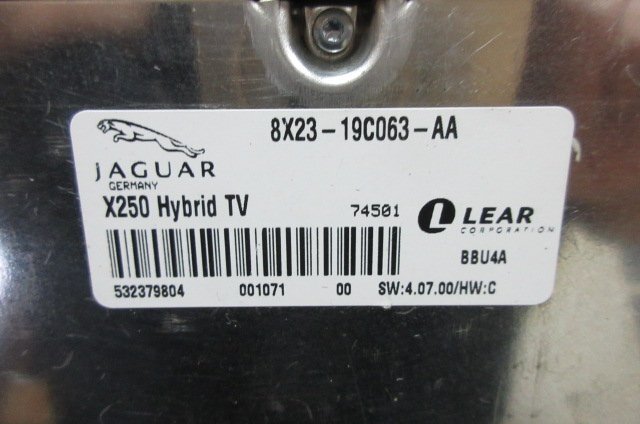 8X23-19C063-AA
JAGUAR
GERMANY
X250 Hybrid TV 74501
LEAR
CORPORATION
BBU4A
532379804 001071 00 SW:4.07.00/HW:C